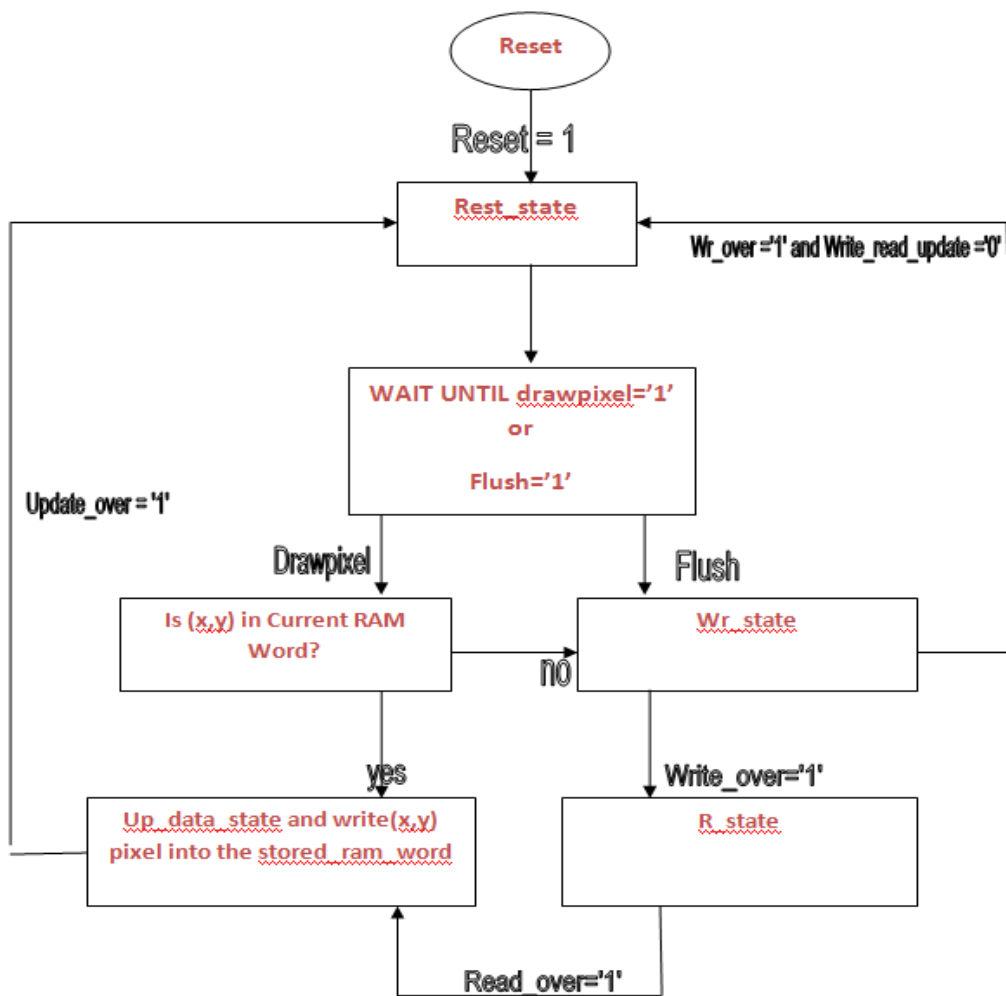 Reset
Reset = 1
Rest_state
Wr_over ='1' and Write_read_update ='0'
WAIT UNTIL drawpixel=’1’
or
Flush=’1’
Update_over = '1'
Drawpixel
Flush
Is (x,y) in Current RAM
Word?
Wr_state
no
yes
Write_over='1'
Up_data_state and write(x,y)
pixel into the stored_ram_word
R_state
Read_over='1'